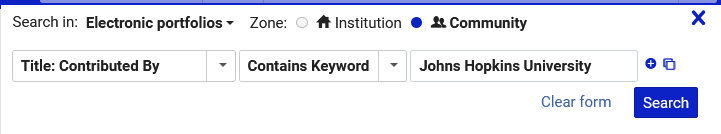 Search in: Electronic portfolios Zone: Institution Community
Title: Contributed By Contains Keyword Johns Hopkins University
Clear form Search